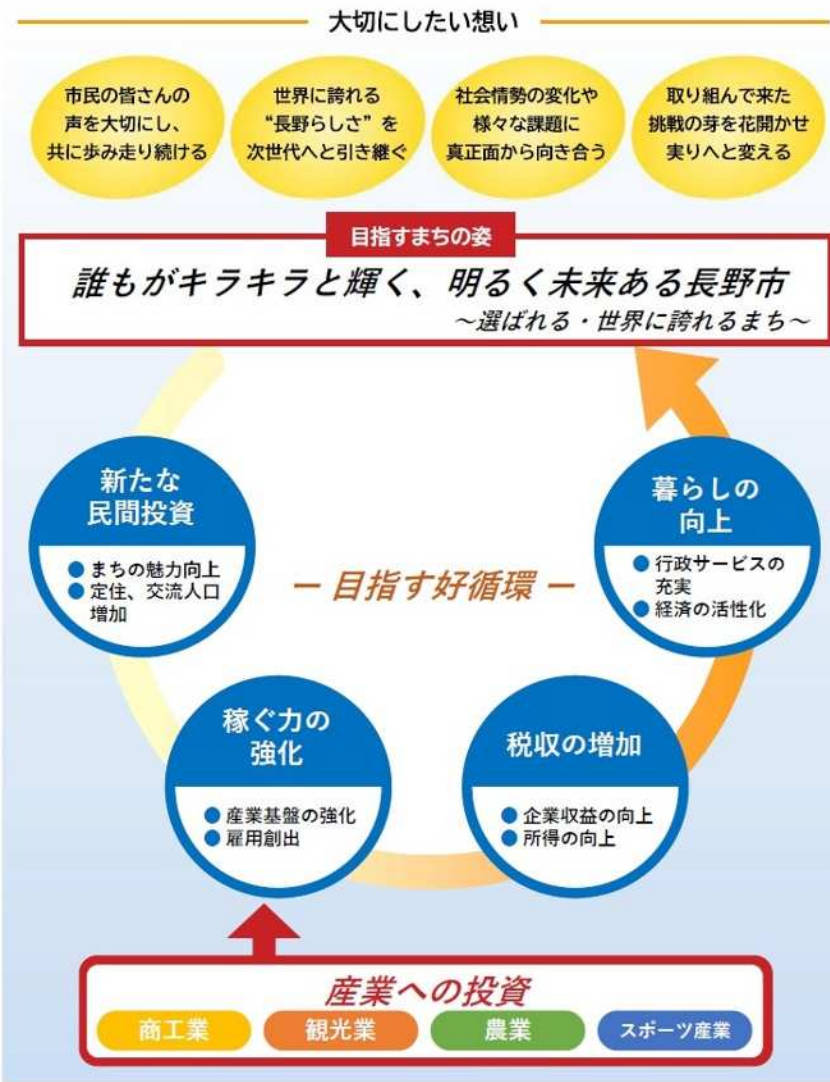 大切にしたい想い
市民の皆さんの
声を大切にし、
共に歩み走り続ける
世界に誇れる
“長野らしさ”を
次世代へと引き継ぐ
社会情勢の変化や
様々な課題に
真正面から向き合う
取り組んで来た
挑戦の芽を花開かせ
実りへと変える
目指すまちの姿
誰もがキラキラと輝く、明るく未来ある長野市
～選ばれる・世界に誇れるまち～
新たな
民間投資
● まちの魅力向上
● 定住、交流人口
増加
暮らしの
向上
● 行政サービスの
充実
● 経済の活性化
― 目指す好循環 ―
稼ぐ力の
強化
● 産業基盤の強化
● 雇用創出
税収の増加
● 企業収益の向上
● 所得の向上
産業への投資
商工業
観光業
農業
スポーツ産業